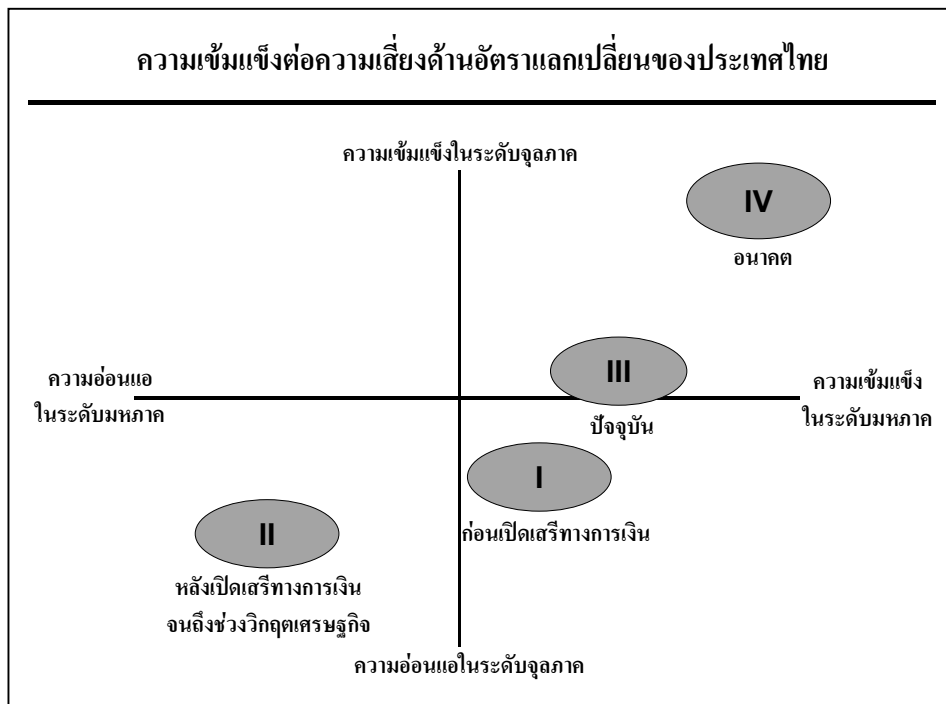 ความเข้มแข็งต่อความเสี่ยงด้านอัตราแลกเปลี่ยนของประเทศไทย
ความเข้มแข็งในระดับจุลภาค
IV
อนาคต
III
ปัจจุบัน
ความอ่อนแอ
ในระดับมหภาค
ความเข้มแข็ง
ในระดับมหภาค
I
ก่อนเปิดเสรีทางการเงิน
II
หลังเปิดเสรีทางการเงิน
จนถึงช่วงวิกฤตเศรษฐกิจ
ความอ่อนแอในระดับจุลภาค